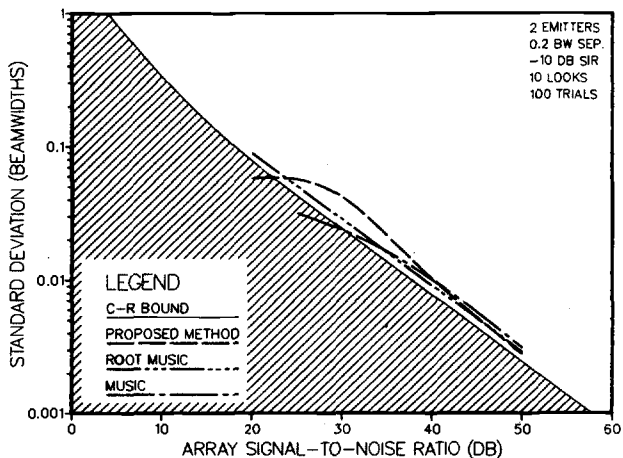 STANDARD DEVIATION (BEAMWIDTHS)
1
0.1
0.01
0.001
2 EMITTERS
0.2 BW SEP.
-10 DB SIR
10 LOOKS
100 TRIALS
LEGEND
C-R BOUND
PROPOSED METHOD
ROOT MUSIC
MUSIC
0 10 20 30 40 50 60
ARRAY SIGNAL-TO-NOISE RATIO (DB)